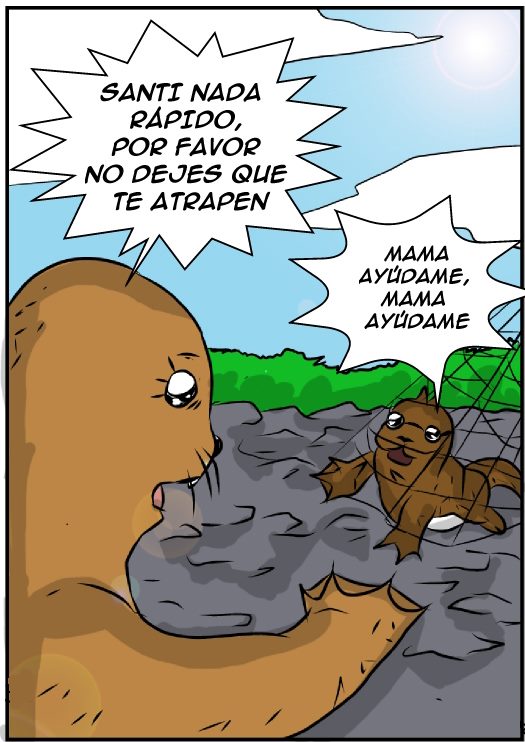 SANTI NADA
RÁPIDO,
POR FAVOR
NO DEJES QUE
TE ATRAPEN
MAMA
AYÚDAME,
MAMA
AYÚDAME